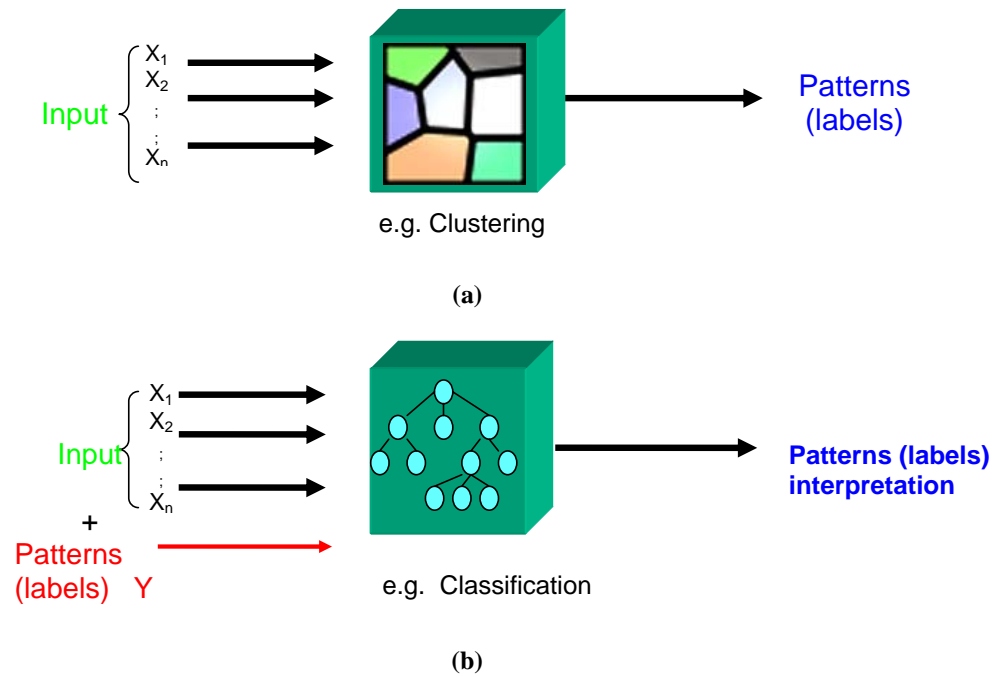 X1
X2
Input
;
;
Xn
Patterns
(labels)
e.g. Clustering
(a)
X1
X2
Input
;
;
Xn
+
Patterns
(labels) Y
Patterns (labels)
interpretation
e.g. Classification
(b)